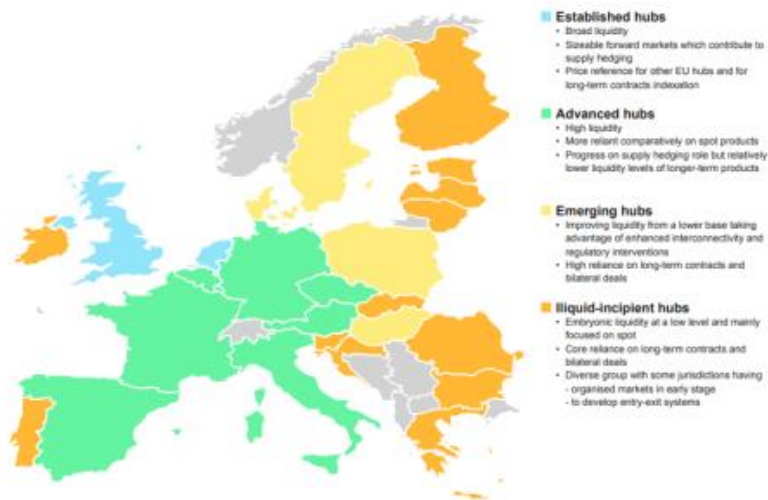 Established hubs
• Broad liquidity
• Sizeable forward markets which contribute to
supply hedging
• Price reference for other EU hubs and for
long-term contracts indexation
Advanced hubs
• High liquidity
• More reliant comparatively on spot products
• Progress on supply hedging role but relatively
lower liquidity levels of longer-term products
Emerging hubs
• Improving liquidity from a lower base taking
advantage of enhanced interconnectivity and
regulatory interventions
• High reliance on long-term contracts and
bilateral deals
Illiquid-incipient hubs
• Embryonic liquidity at a low level and mainly
focused on spot
• Core reliance on long-term contracts and
bilateral deals
• Diverse group with some jurisdictions having
- organised markets in early stage
- to develop entry-exit systems